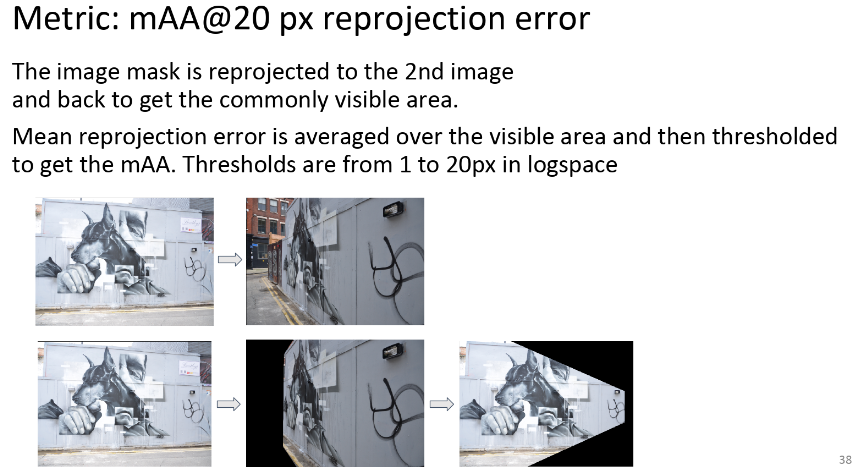 Metric: mAA@20 px reprojection error
The image mask is reprojected to the 2nd image
and back to get the commonly visible area.
Mean reprojection error is averaged over the visible area and then thresholded
to get the mAA. Thresholds are from 1 to 20px in logspace
38